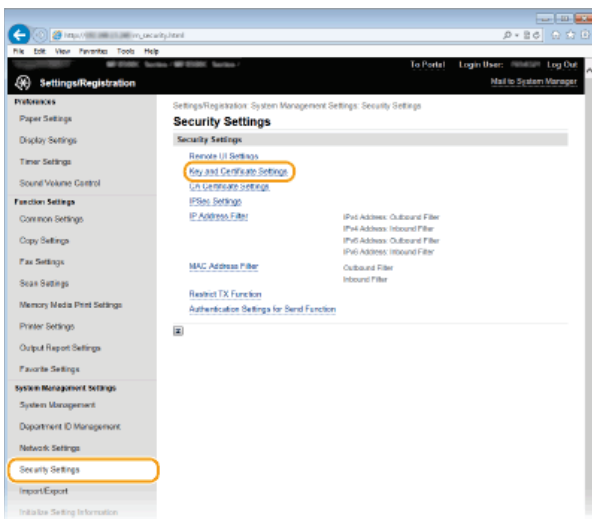 File Edit View Favorites Tools Help
To Portal Login User: Log Out
Settings/Registration
Mail to System Manager
Preferences
Paper Settings
Display Settings
Timer Settings
Sound Volume Control
Function Settings
Common Settings
Copy Settings
Fax Settings
Scan Settings
Memory Media Print Settings
Printer Settings
Output Report Settings
Favorite Settings
System Management Settings
System Management
Department ID Management
Network Settings
Security Settings
Import/Export
Initialize Setting Information
Settings/Registration: System Management Settings: Security Settings
Security Settings
Security Settings
Remote UI Settings
Key and Certificate Settings
CA Certificate Settings
IPSec Settings
IP Address Filter
IPv4 Address: Outbound Filter
IPv4 Address: Inbound Filter
IPv6 Address: Outbound Filter
IPv6 Address: Inbound Filter
MAC Address Filter
Outbound Filter
Inbound Filter
Restrict TX Function
Authentication Settings for Send Function